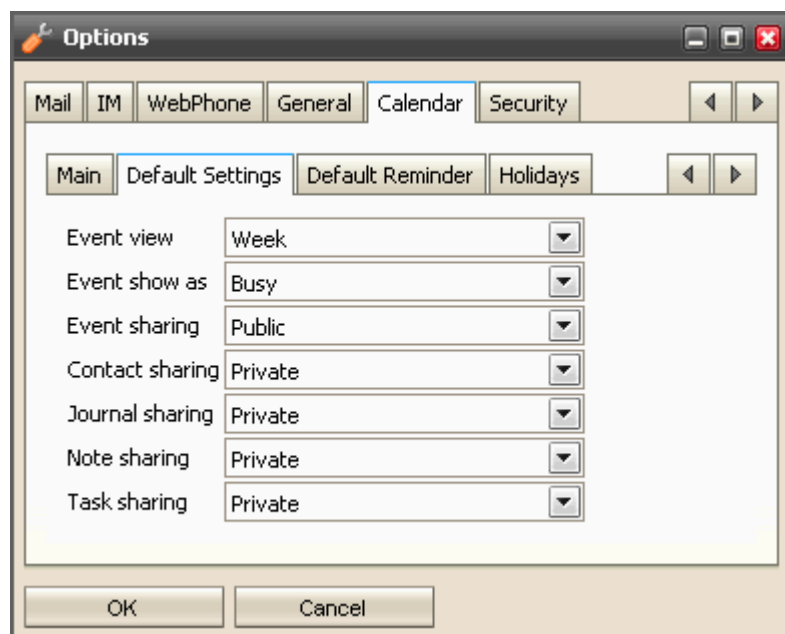 Options
Mail IM WebPhone General Calendar Security
Main Default Settings Default Reminder Holidays
Event view Week
Event show as Busy
Event sharing Public
Contact sharing Private
Journal sharing Private
Note sharing Private
Task sharing Private
OK Cancel